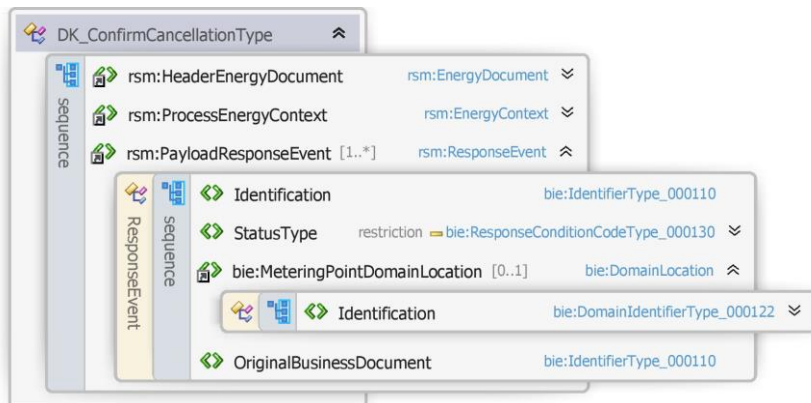 DK_ConfirmCancellationType
sequence
rsm:HeaderEnergyDocument rsm:EnergyDocument
rsm:ProcessEnergyContext rsm:EnergyContext
rsm:PayloadResponseEvent [1..*] rsm:ResponseEvent
ResponseEvent
sequence
Identification bie:IdentifierType_000110
StatusType restriction bie:ResponseConditionCodeType_000130
bie:MeteringPointDomainLocation [0..1] bie:DomainLocation
Identification bie:DomainIdentifierType_000122
OriginalBusinessDocument bie:IdentifierType_000110